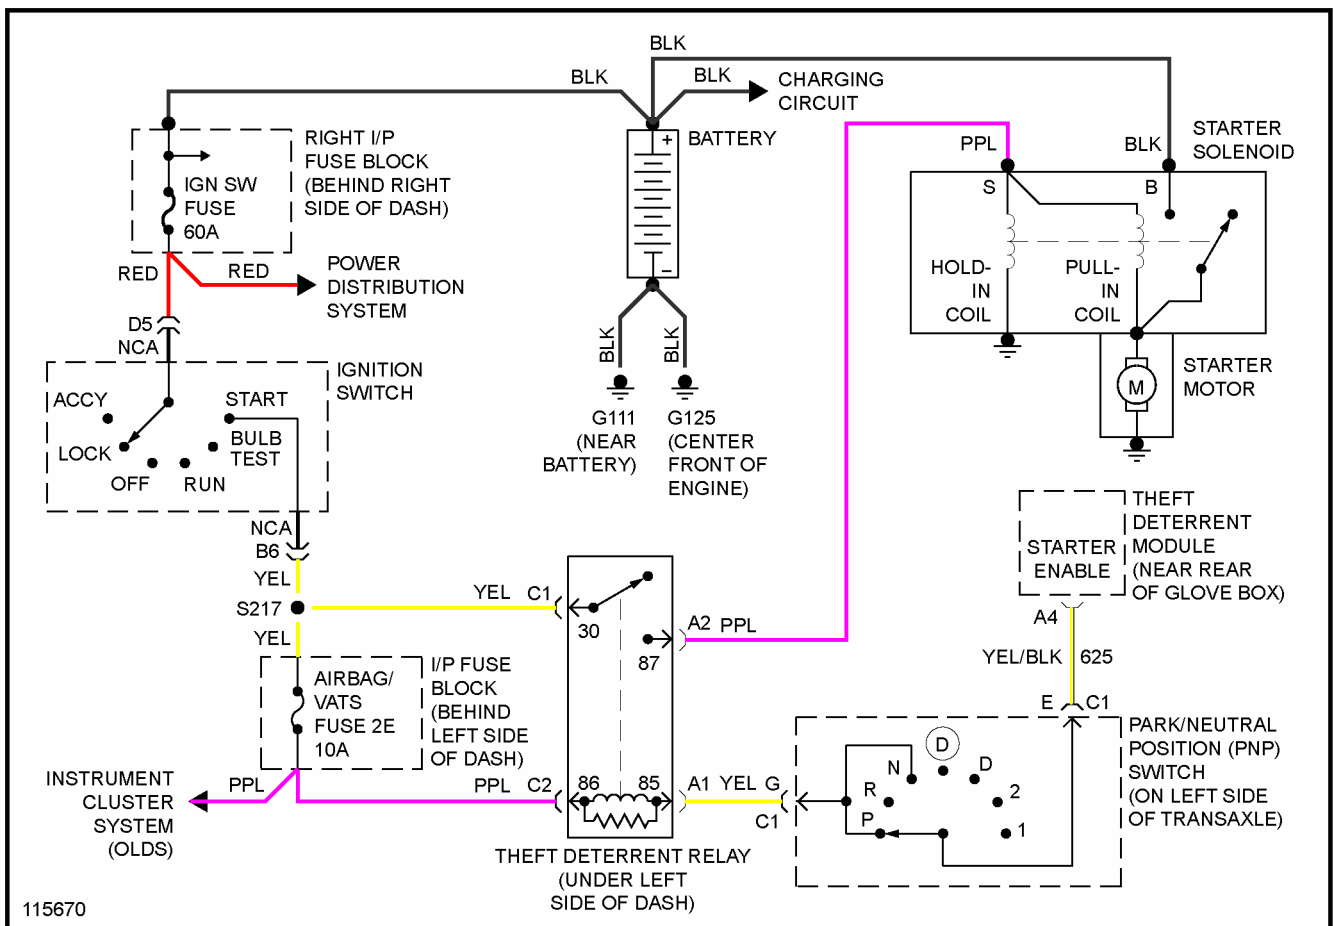 BLK
BLK
BLK
CHARGING
CIRCUIT
RIGHT I/P
FUSE BLOCK
(BEHIND RIGHT
SIDE OF DASH)
IGN SW
FUSE
60A
+
BATTERY
–
PPL
BLK
STARTER
SOLENOID
S
B
HOLD-
IN
COIL
PULL-
IN
COIL
RED
RED
POWER
DISTRIBUTION
SYSTEM
D5
NCA
IGNITION
SWITCH
ACCY
START
LOCK
BULB
TEST
OFF
RUN
BLK
BLK
G111
(NEAR
BATTERY)
G125
(CENTER
FRONT OF
ENGINE)
STARTER
MOTOR
M
NCA
B6
YEL
S217
YEL
YEL
C1
30
87
A2
PPL
THEFT
DETERRENT
MODULE
(NEAR REAR
OF GLOVE BOX)
STARTER
ENABLE
A4
YEL/BLK
625
E
C1
AIRBAG/
VATS
FUSE 2E
10A
I/P FUSE
BLOCK
(BEHIND
LEFT SIDE
OF DASH)
INSTRUMENT
CLUSTER
SYSTEM
(OLDS)
PPL
PPL
C2
86
85
A1
YEL
G
C1
PARK/NEUTRAL
POSITION (PNP)
SWITCH
(ON LEFT SIDE
OF TRANSAXLE)
D
N
D
R
2
P
1
THEFT DETERRENT RELAY
(UNDER LEFT
SIDE OF DASH)
115670